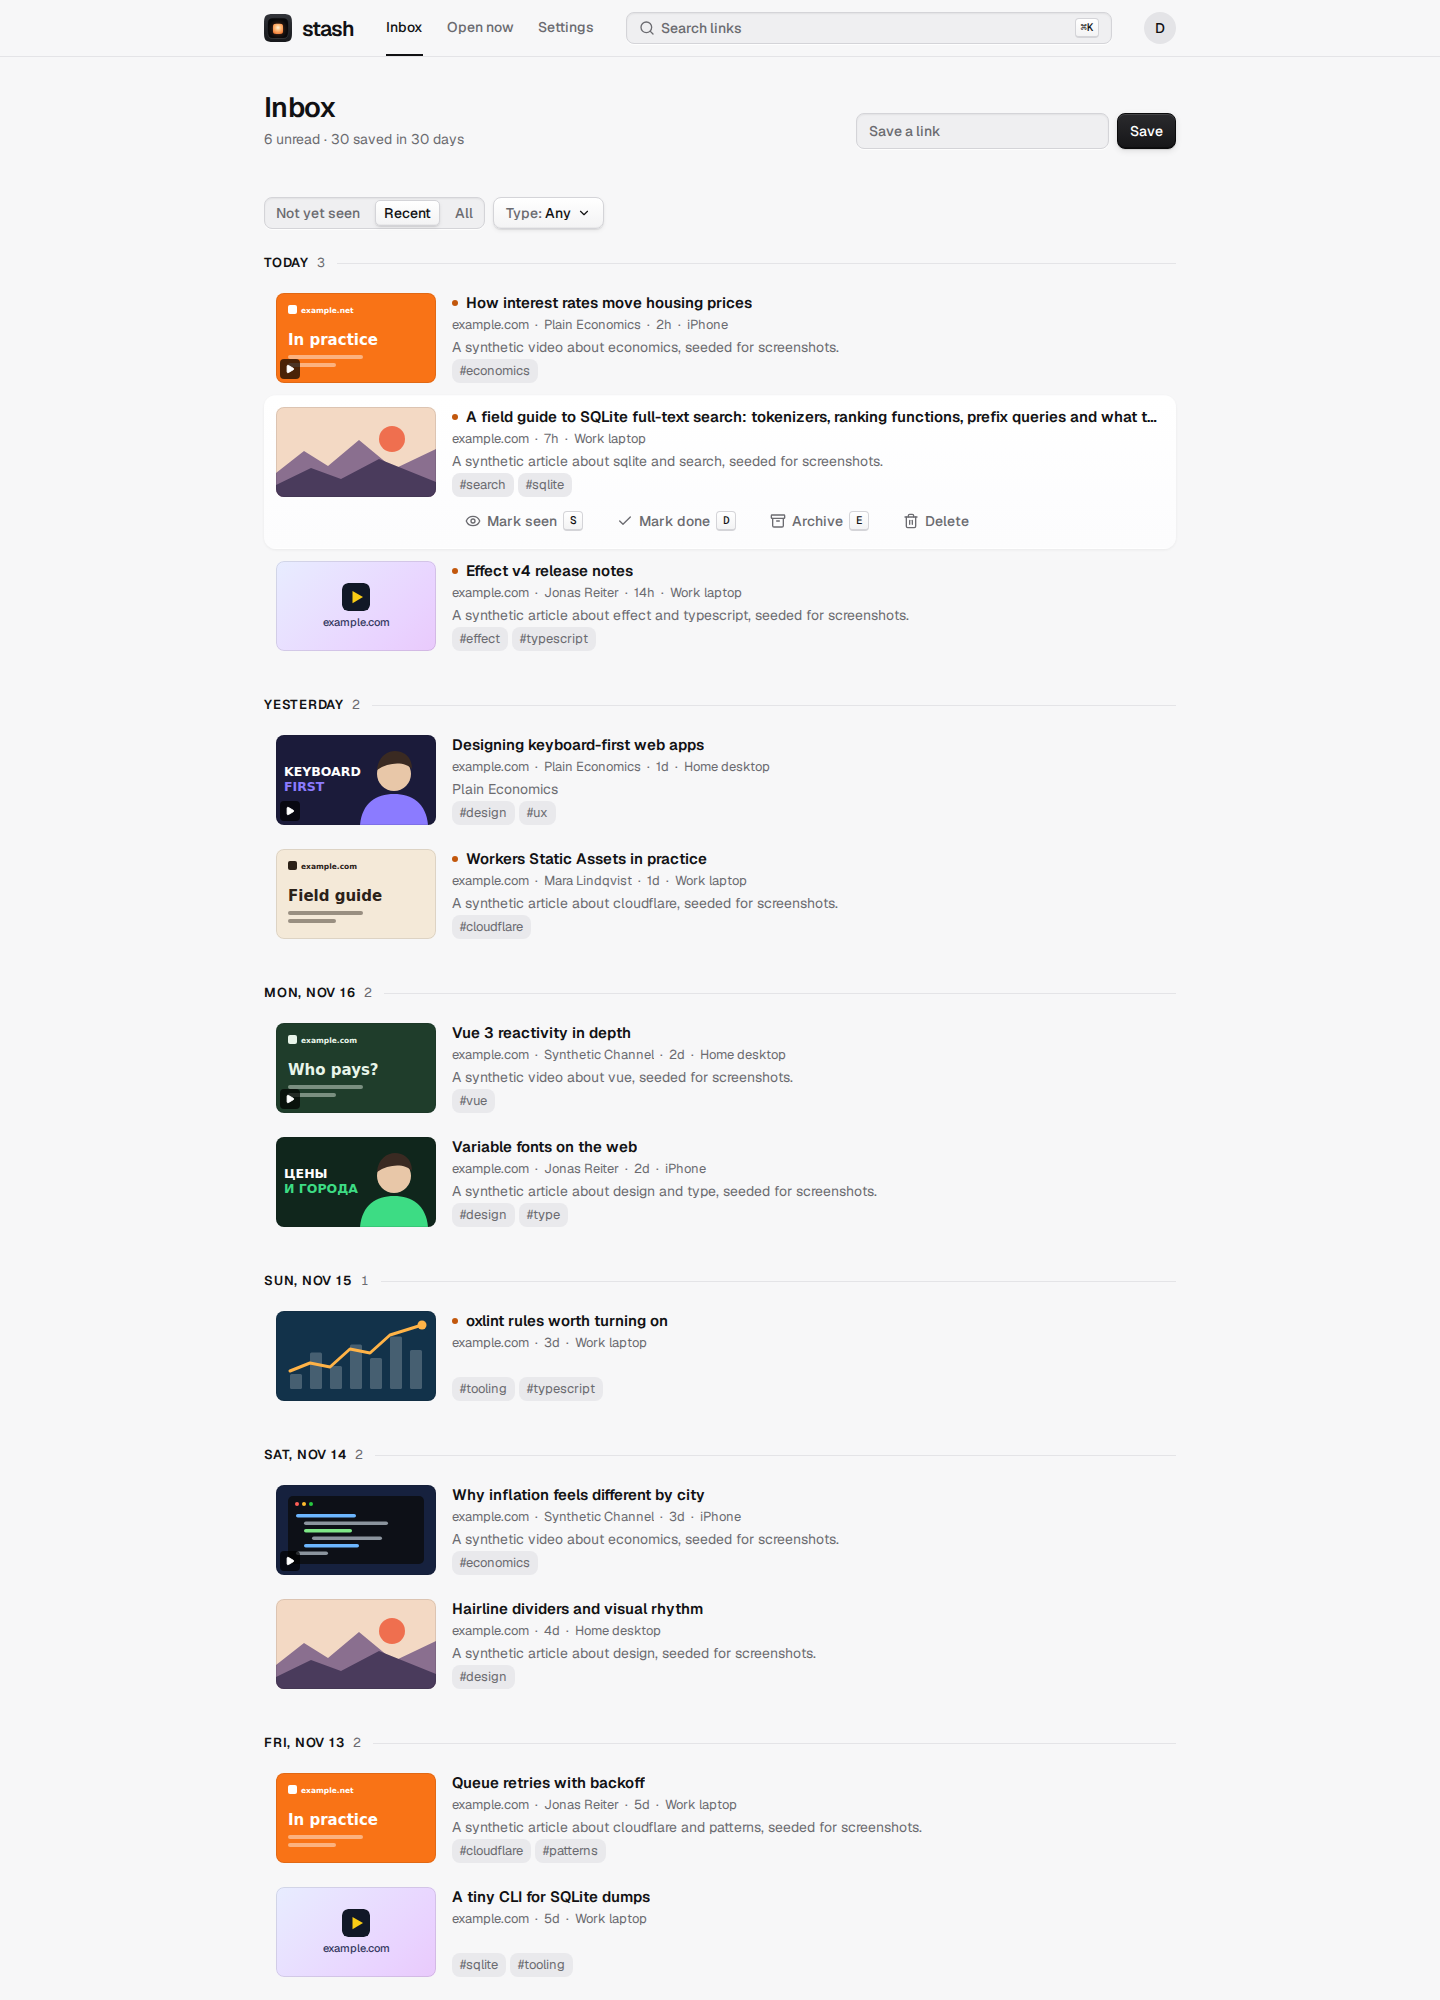 stash Inbox Open now Settings Search links ⌘K D
Inbox
6 unread · 30 saved in 30 days
Save a link Save
Not yet seen Recent All Type: Any
TODAY 3
example.net
In practice
How interest rates move housing prices
example.com · Plain Economics · 2h · iPhone
A synthetic video about economics, seeded for screenshots.
#economics
A field guide to SQLite full-text search: tokenizers, ranking functions, prefix queries and what t...
example.com · 7h · Work laptop
A synthetic article about sqlite and search, seeded for screenshots.
#search #sqlite
Mark seen S Mark done D Archive E Delete
example.com
Effect v4 release notes
example.com · Jonas Reiter · 14h · Work laptop
A synthetic article about effect and typescript, seeded for screenshots.
#effect #typescript
YESTERDAY 2
KEYBOARD
FIRST
Designing keyboard-first web apps
example.com · Plain Economics · 1d · Home desktop
Plain Economics
#design #ux
example.com
Field guide
Workers Static Assets in practice
example.com · Mara Lindqvist · 1d · Work laptop
A synthetic article about cloudflare, seeded for screenshots.
#cloudflare
MON, NOV 16 2
example.com
Who pays?
Vue 3 reactivity in depth
example.com · Synthetic Channel · 2d · Home desktop
A synthetic video about vue, seeded for screenshots.
#vue
ЦЕНЫ
И ГОРОДА
Variable fonts on the web
example.com · Jonas Reiter · 2d · iPhone
A synthetic article about design and type, seeded for screenshots.
#design #type
SUN, NOV 15 1
oxlint rules worth turning on
example.com · 3d · Work laptop
#tooling #typescript
SAT, NOV 14 2
Why inflation feels different by city
example.com · Synthetic Channel · 3d · iPhone
A synthetic video about economics, seeded for screenshots.
#economics
Hairline dividers and visual rhythm
example.com · 4d · Home desktop
A synthetic article about design, seeded for screenshots.
#design
FRI, NOV 13 2
example.net
In practice
Queue retries with backoff
example.com · Jonas Reiter · 5d · Work laptop
A synthetic article about cloudflare and patterns, seeded for screenshots.
#cloudflare #patterns
example.com
A tiny CLI for SQLite dumps
example.com · 5d · Work laptop
#sqlite #tooling